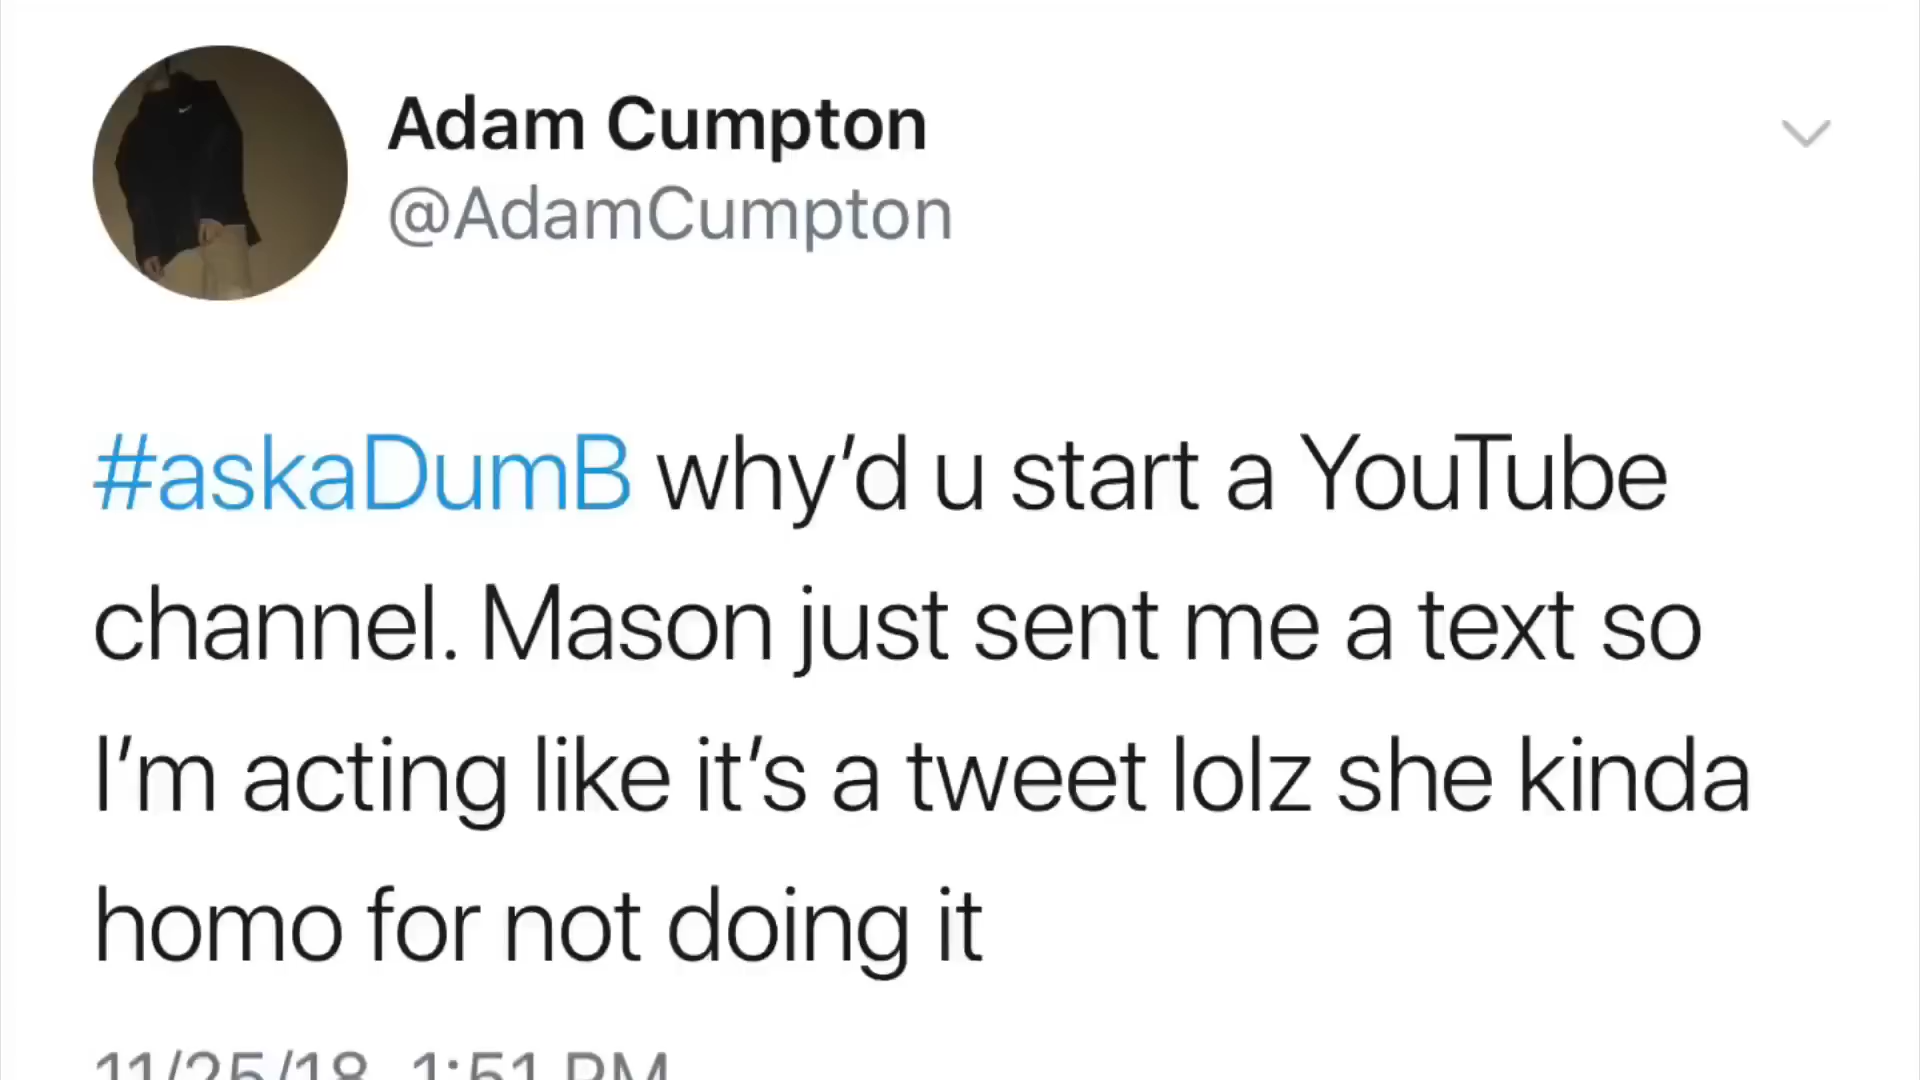 Adam Cumpton
@AdamCumpton
#askaDumB why’d u start a YouTube
channel. Mason just sent me a text so
I’m acting like it’s a tweet lolz she kinda
homo for not doing it
11/25/18, 1:51 PM